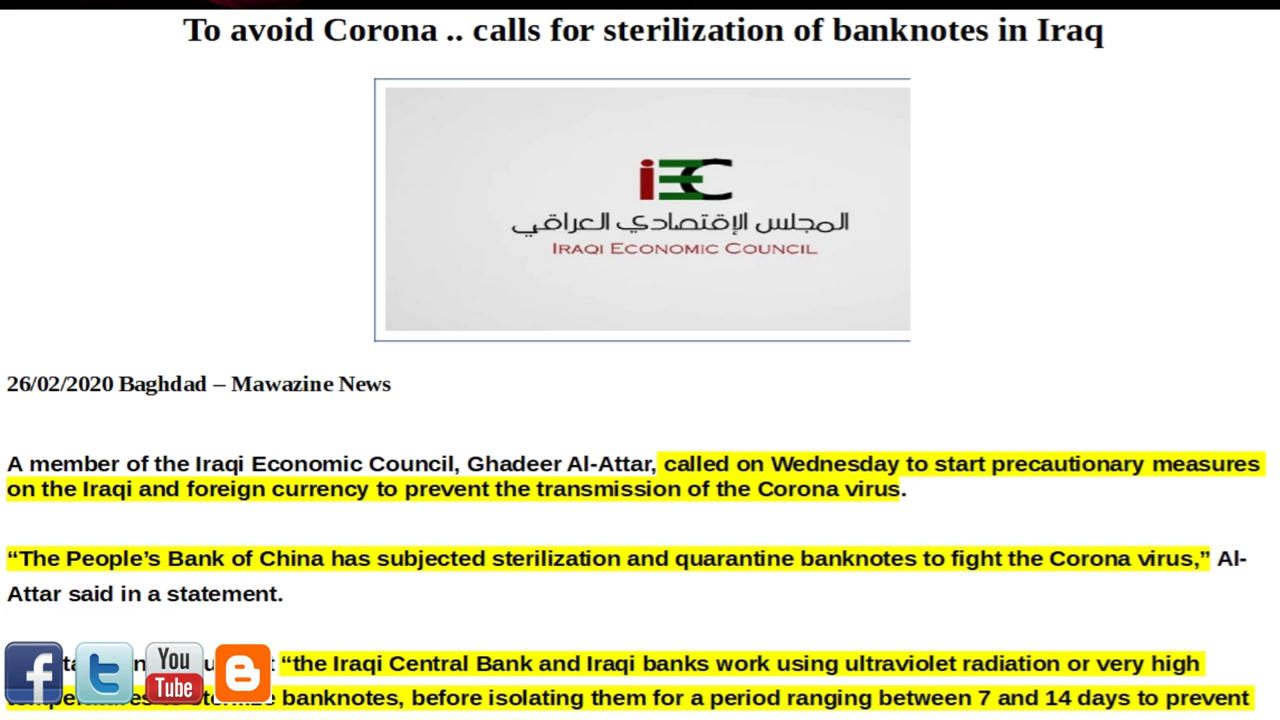 To avoid Corona .. calls for sterilization of banknotes in Iraq
iEC
المجلس الإقتصادي العراقي
IRAQI ECONOMIC COUNCIL
26/02/2020 Baghdad – Mawazine News
A member of the Iraqi Economic Council, Ghadeer Al-Attar, called on Wednesday to start precautionary measures
on the Iraqi and foreign currency to prevent the transmission of the Corona virus.
“The People’s Bank of China has subjected sterilization and quarantine banknotes to fight the Corona virus,” Al-
Attar said in a statement.
“the Iraqi Central Bank and Iraqi banks work using ultraviolet radiation or very high
banknotes, before isolating them for a period ranging between 7 and 14 days to prevent
You
Tube